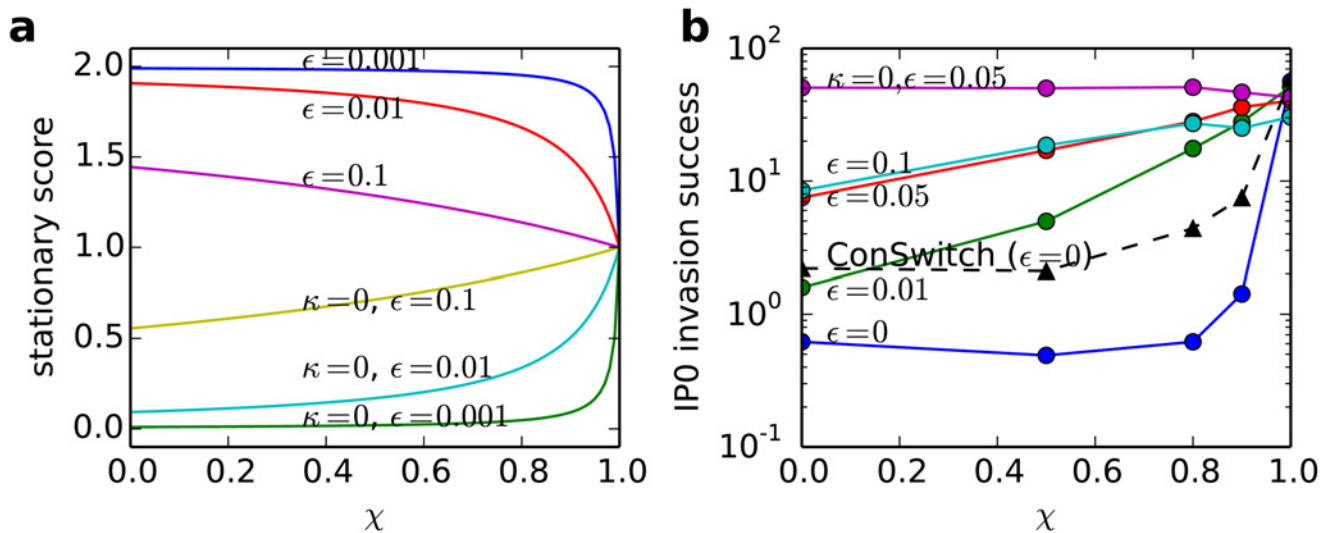 a
stationary score
2.0
1.5
1.0
0.5
0.0
ϵ=0.001
ϵ=0.01
ϵ=0.1
κ=0, ϵ=0.1
κ=0, ϵ=0.01
κ=0, ϵ=0.001
0.0 0.2 0.4 0.6 0.8 1.0
χ
b
IP0 invasion success
10²
10¹
10⁰
10⁻¹
κ=0,ϵ=0.05
ϵ=0.1
ϵ=0.05
ConSwitch (ϵ=0)
ϵ=0.01
ϵ=0
0.0 0.2 0.4 0.6 0.8 1.0
χ